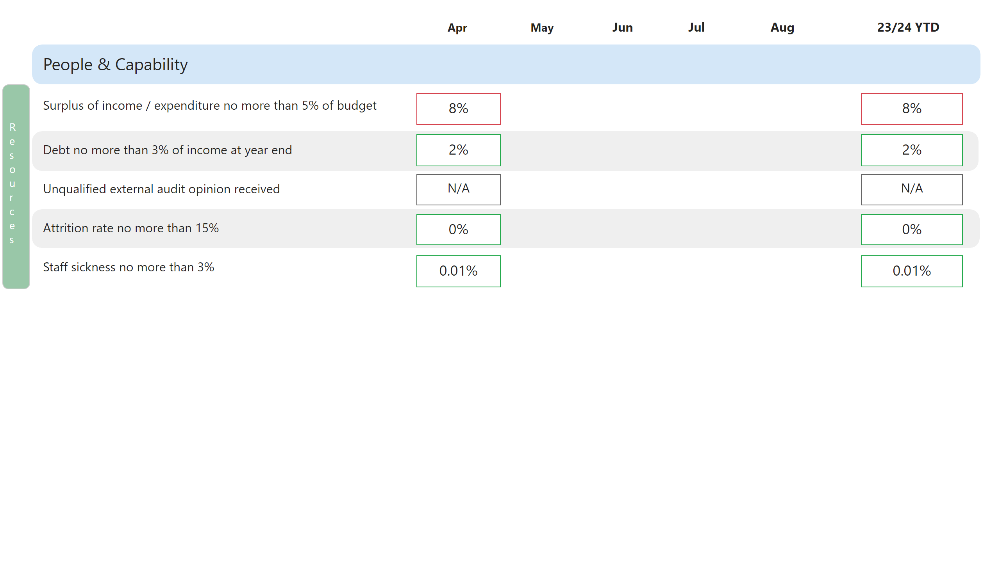 Apr May Jun Jul Aug 23/24 YTD
People & Capability
Resources
Surplus of income / expenditure no more than 5% of budget 8% 8%
Debt no more than 3% of income at year end 2% 2%
Unqualified external audit opinion received N/A N/A
Attrition rate no more than 15% 0% 0%
Staff sickness no more than 3% 0.01% 0.01%